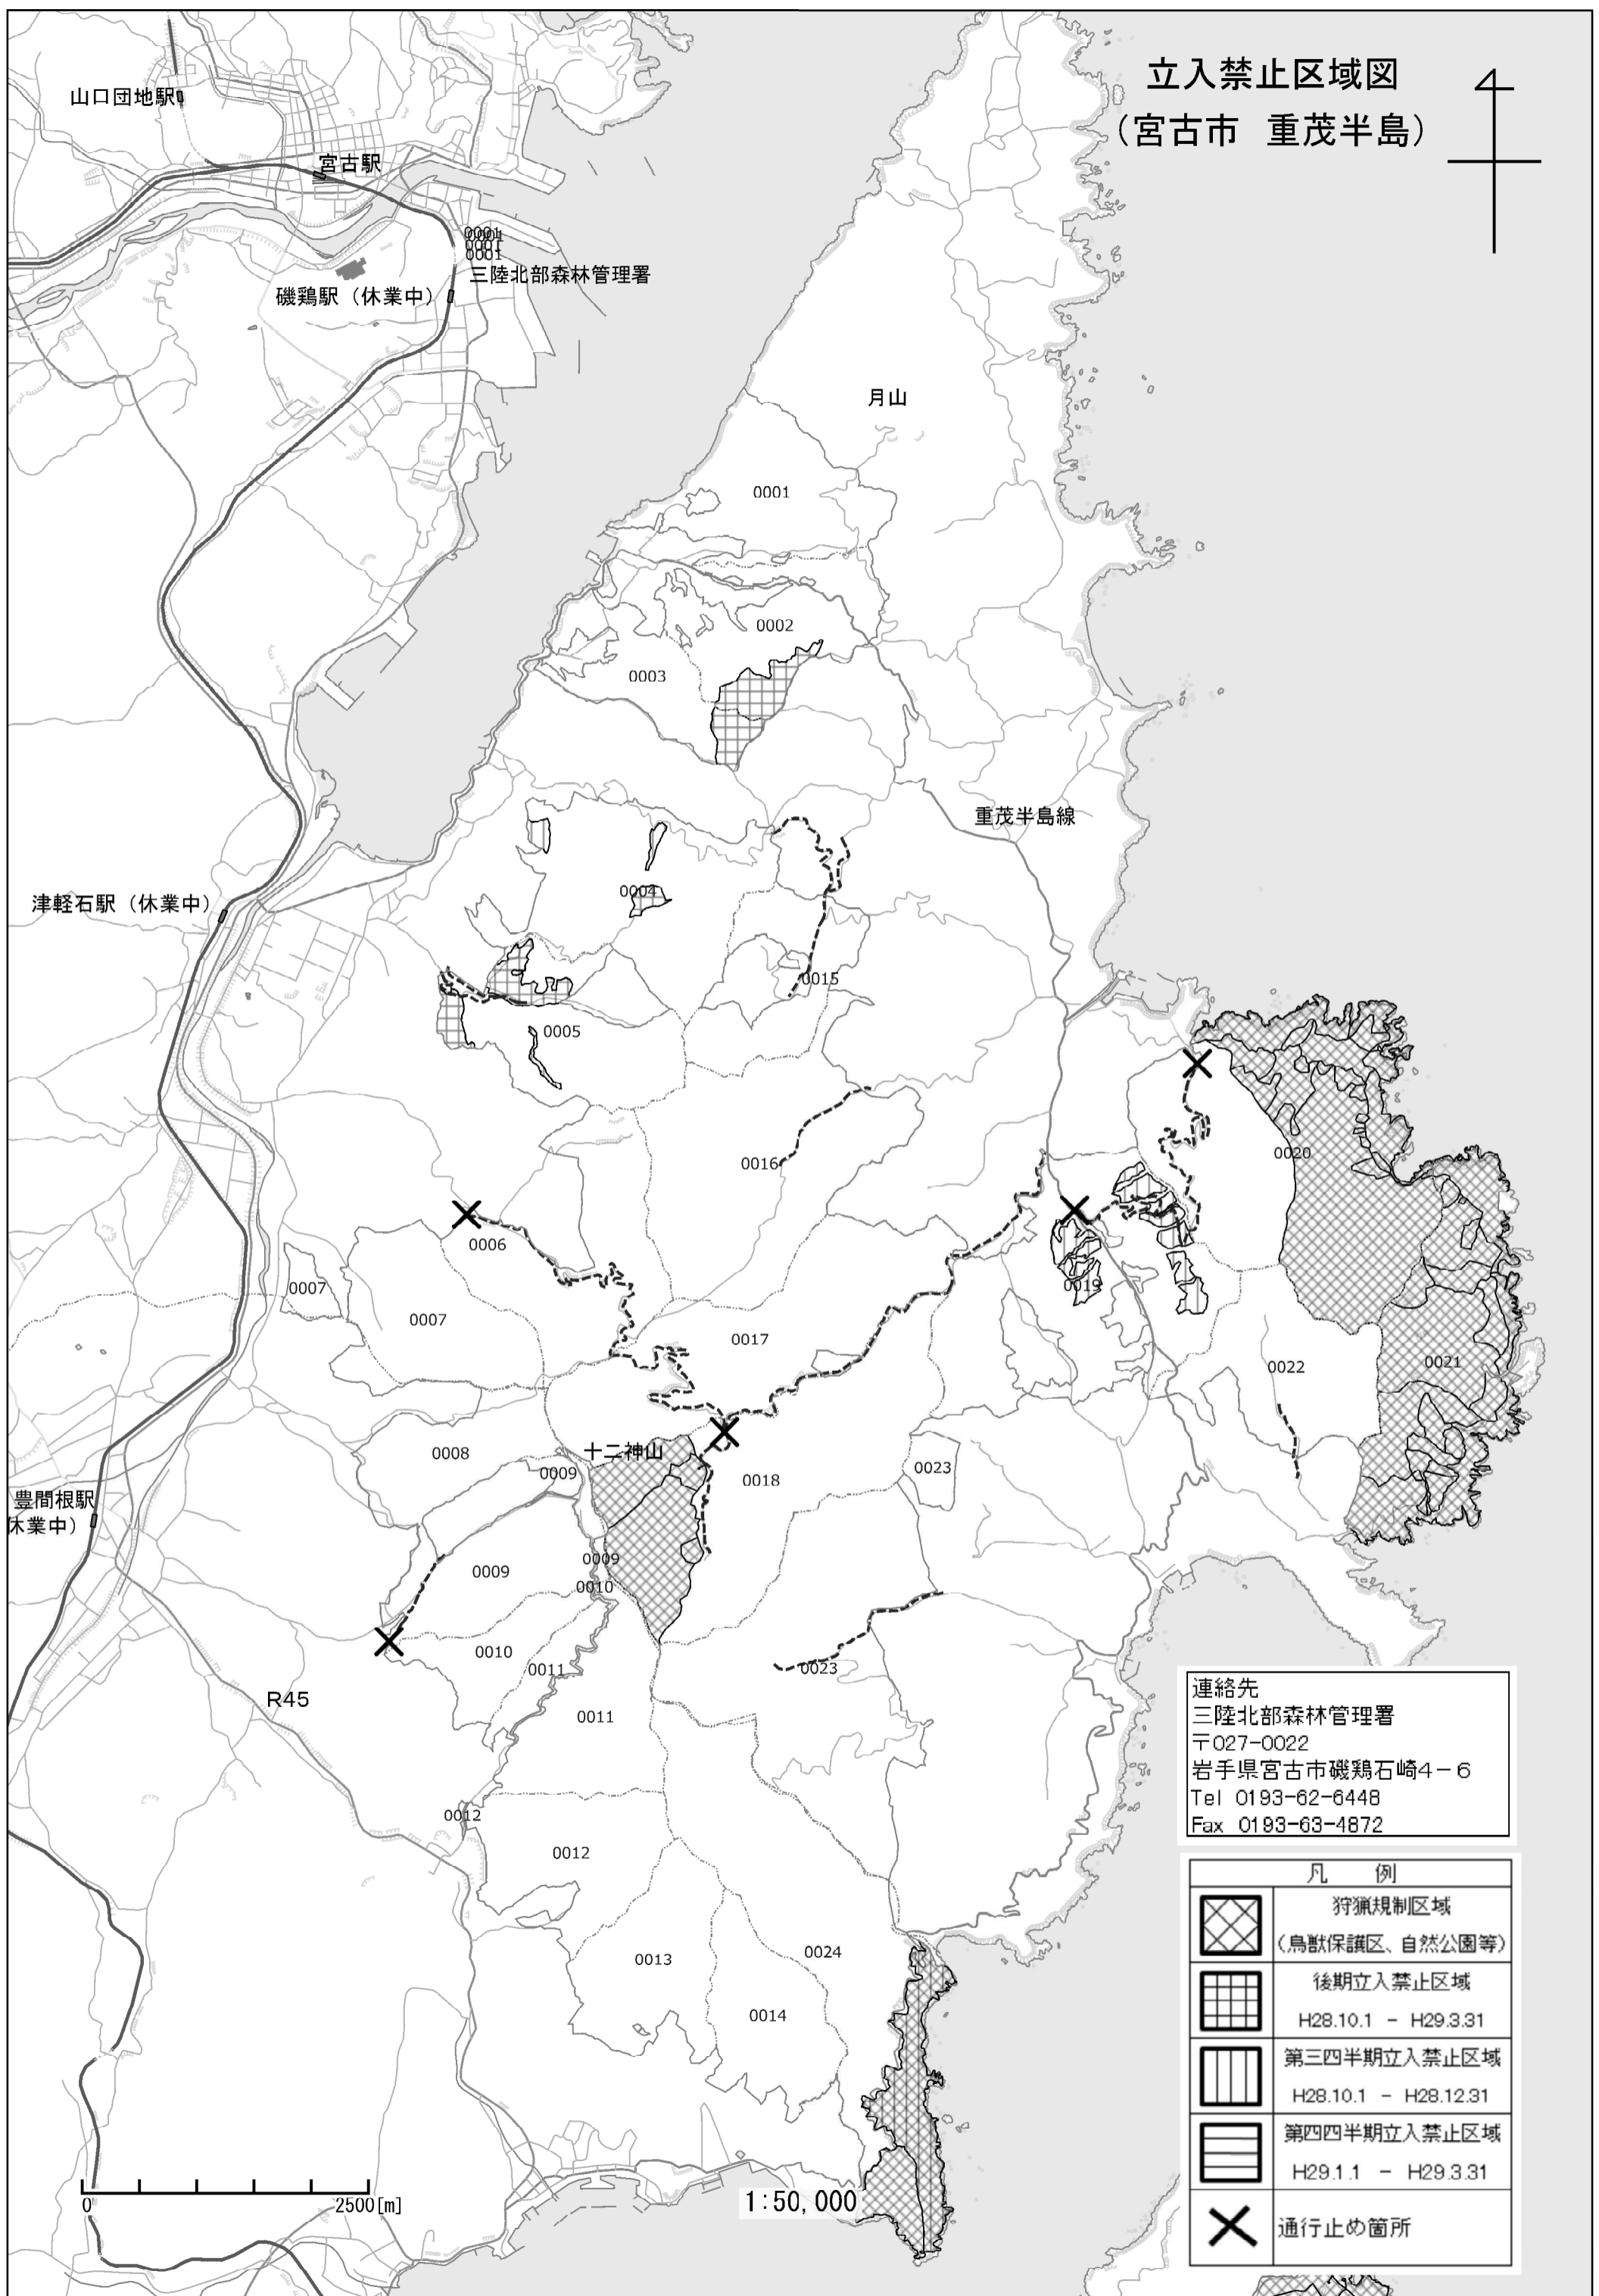 立入禁止区域図
（宮古市　重茂半島）
山口団地駅
宮古駅
0001
0001
0001
0001
三陸北部森林管理署
磯鶏駅（休業中）
月山
0001
0002
0003
重茂半島線
0004
津軽石駅（休業中）
0015
0005
0020
0016
0006
0007
0019
0007
0017
0022
0021
0008
十二神山
0009
0018
0023
豊間根駅
休業中）
0009
0009
0010
0010
0011
0023
R45
0011
0012
0012
0013
0024
0014
連絡先
三陸北部森林管理署
〒027-0022
岩手県宮古市磯鶏石崎4－6
Tel 0193-62-6448
Fax 0193-63-4872
凡　例
狩猟規制区域
（鳥獣保護区、自然公園等）
後期立入禁止区域
H28.10.1 － H29.3.31
第三四半期立入禁止区域
H28.10.1 － H28.12.31
第四四半期立入禁止区域
H29.1.1 － H29.3.31
通行止め箇所
0 2500[m]
1:50,000